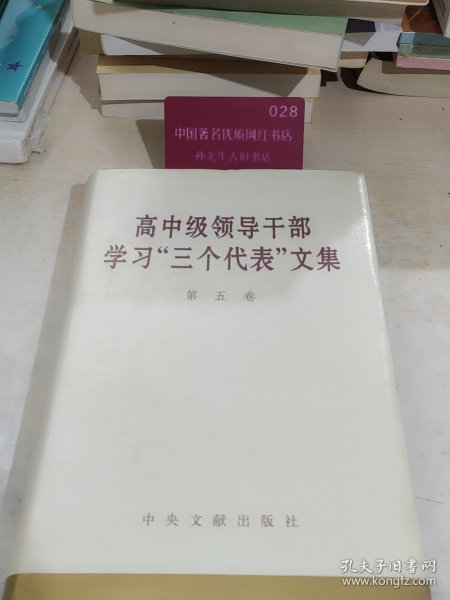 028
中国著名优质网红书店
孙先生古旧书店
高中级领导干部
学习“三个代表”文集
第五卷
中央文献出版社
孔夫子旧书网
www.kongfz.com